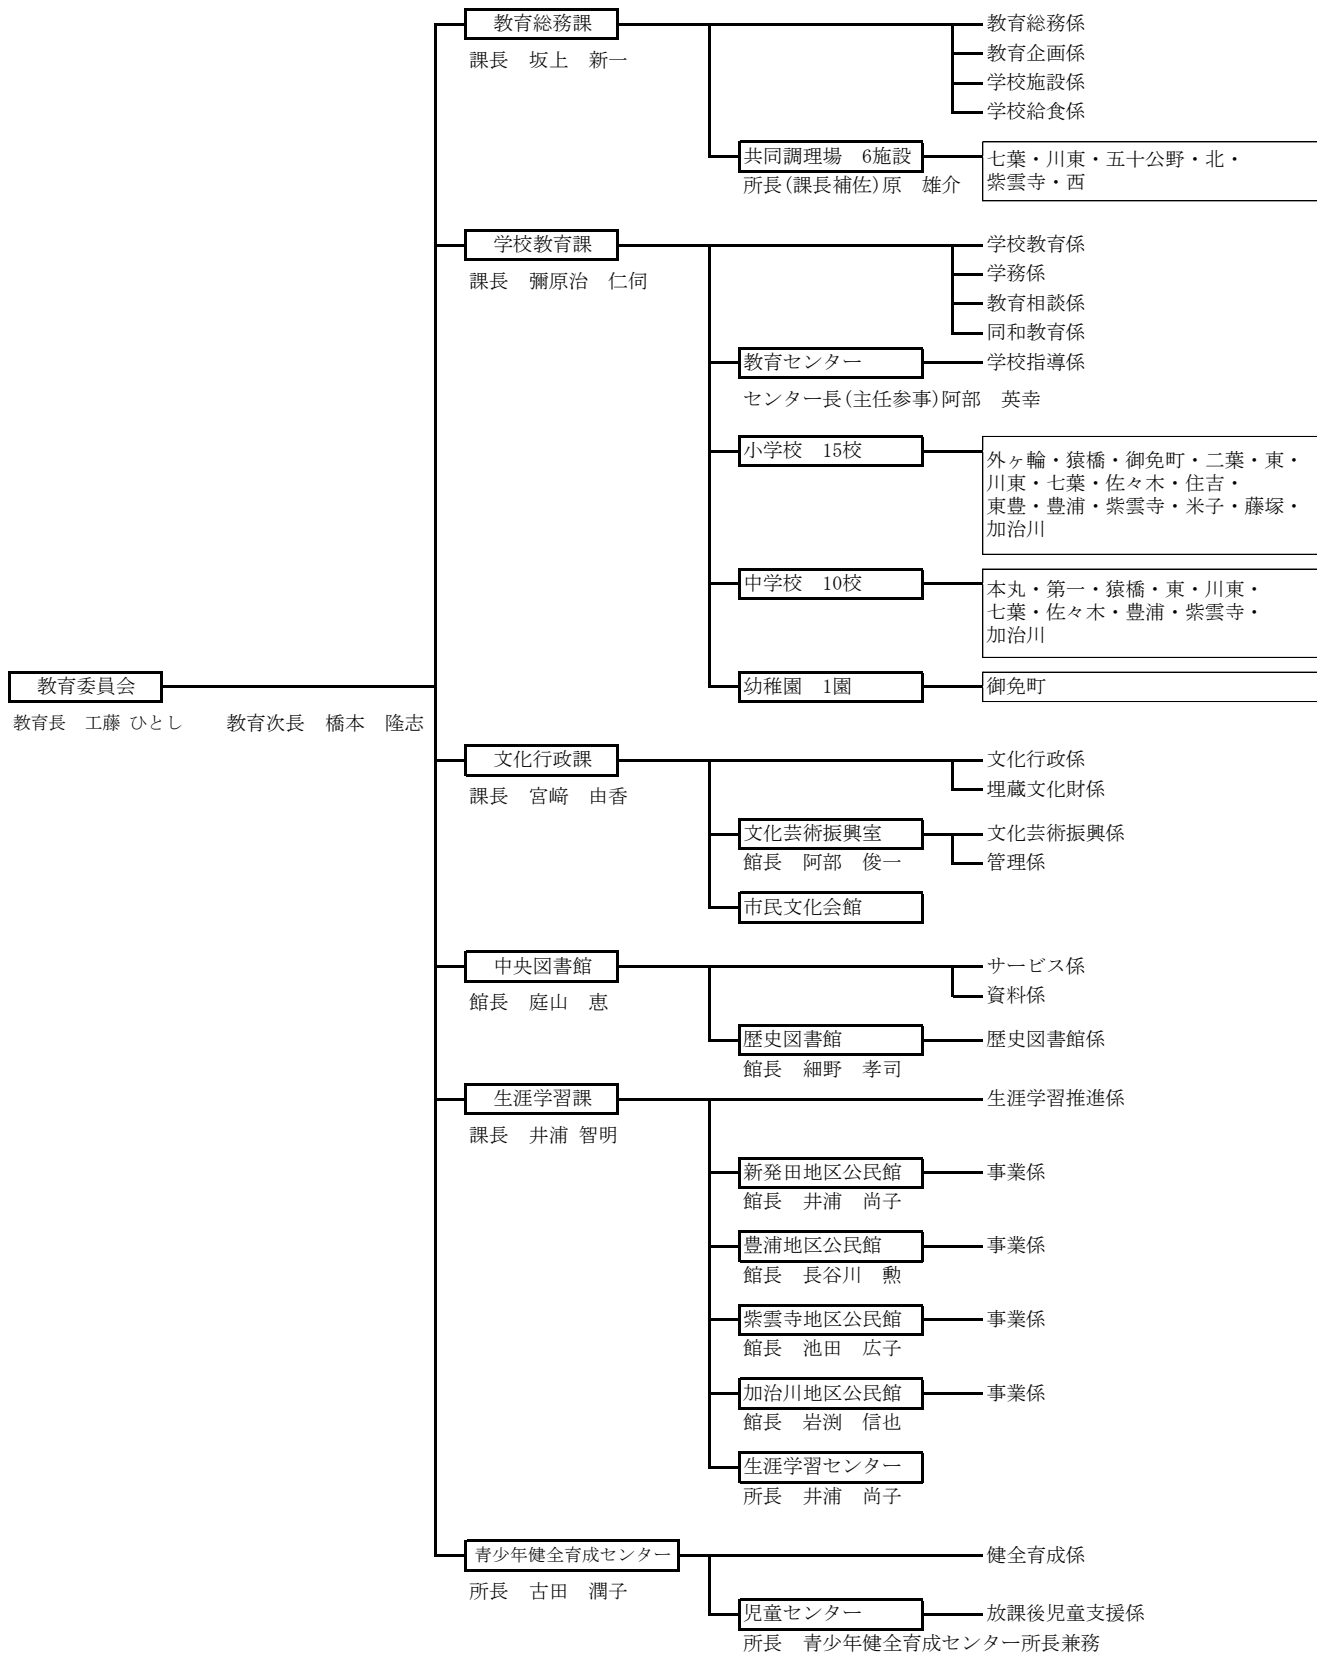 教育総務課
課長　坂上　新一
教育総務係
教育企画係
学校施設係
学校給食係
共同調理場　6施設
所長(課長補佐)原　雄介
七葉・川東・五十公野・北・
紫雲寺・西
学校教育課
課長　彌原治　仁伺
学校教育係
学務係
教育相談係
同和教育係
教育センター
学校指導係
センター長(主任参事)阿部　英幸
小学校　15校
外ヶ輪・猿橋・御免町・二葉・東・
川東・七葉・佐々木・住吉・
東豊・豊浦・紫雲寺・米子・藤塚・
加治川
中学校　10校
本丸・第一・猿橋・東・川東・
七葉・佐々木・豊浦・紫雲寺・
加治川
幼稚園　1園
御免町
教育委員会
教育長　工藤 ひとし　　教育次長　橋本　隆志
文化行政課
課長　宮﨑　由香
文化行政係
埋蔵文化財係
文化芸術振興室
館長　阿部　俊一
文化芸術振興係
管理係
市民文化会館
中央図書館
館長　庭山　恵
サービス係
資料係
歴史図書館
館長　細野　孝司
歴史図書館係
生涯学習課
課長　井浦 智明
生涯学習推進係
新発田地区公民館
館長　井浦　尚子
事業係
豊浦地区公民館
館長　長谷川　勲
事業係
紫雲寺地区公民館
館長　池田　広子
事業係
加治川地区公民館
館長　岩渕　信也
事業係
生涯学習センター
所長　井浦　尚子
青少年健全育成センター
所長　古田　潤子
健全育成係
児童センター
所長　青少年健全育成センター所長兼務
放課後児童支援係